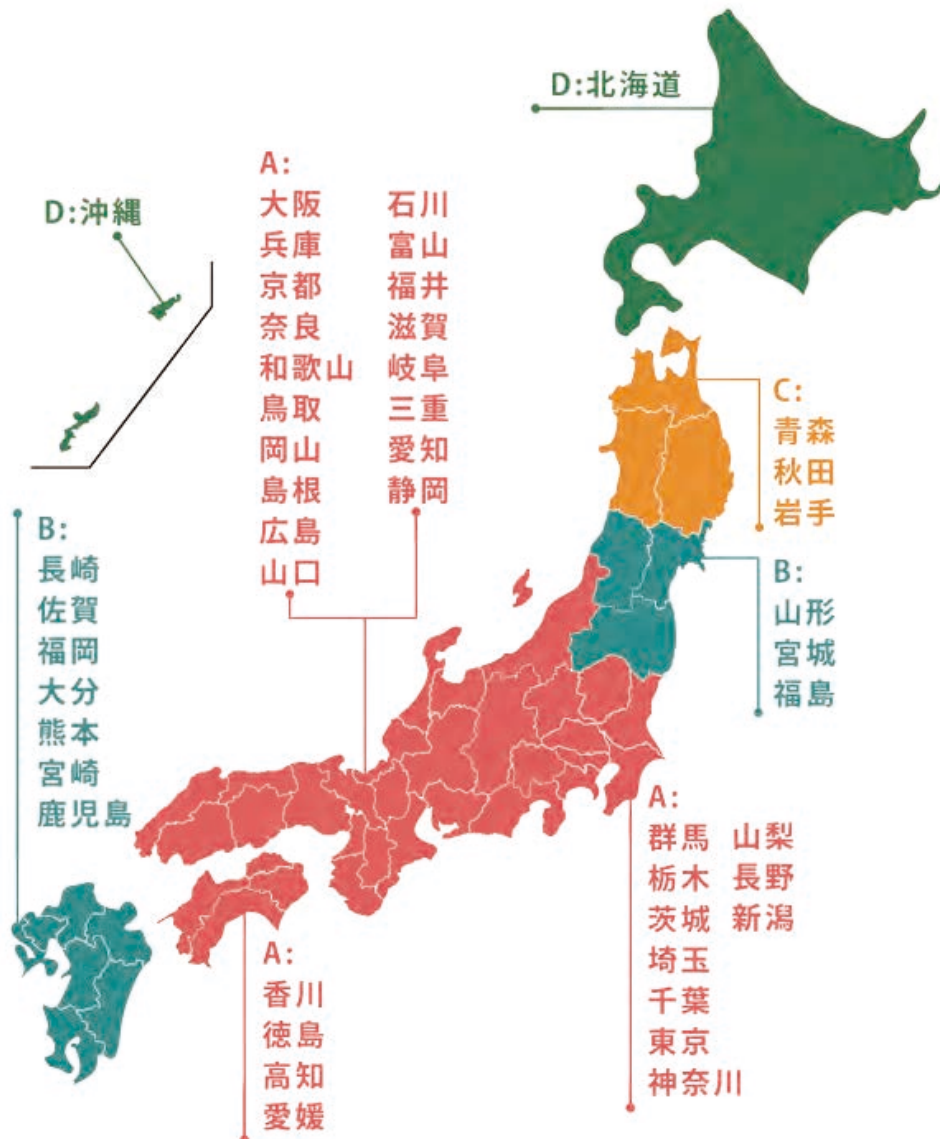 D:北海道
D:沖縄
A:
大阪
兵庫
京都
奈良
和歌山
鳥取
岡山
島根
広島
山口
石川
富山
福井
滋賀
岐阜
三重
愛知
静岡
C:
青森
秋田
岩手
B:
山形
宮城
福島
B:
長崎
佐賀
福岡
大分
熊本
宮崎
鹿児島
A:
香川
徳島
高知
愛媛
A:
群馬
栃木
茨城
埼玉
千葉
東京
神奈川
山梨
長野
新潟